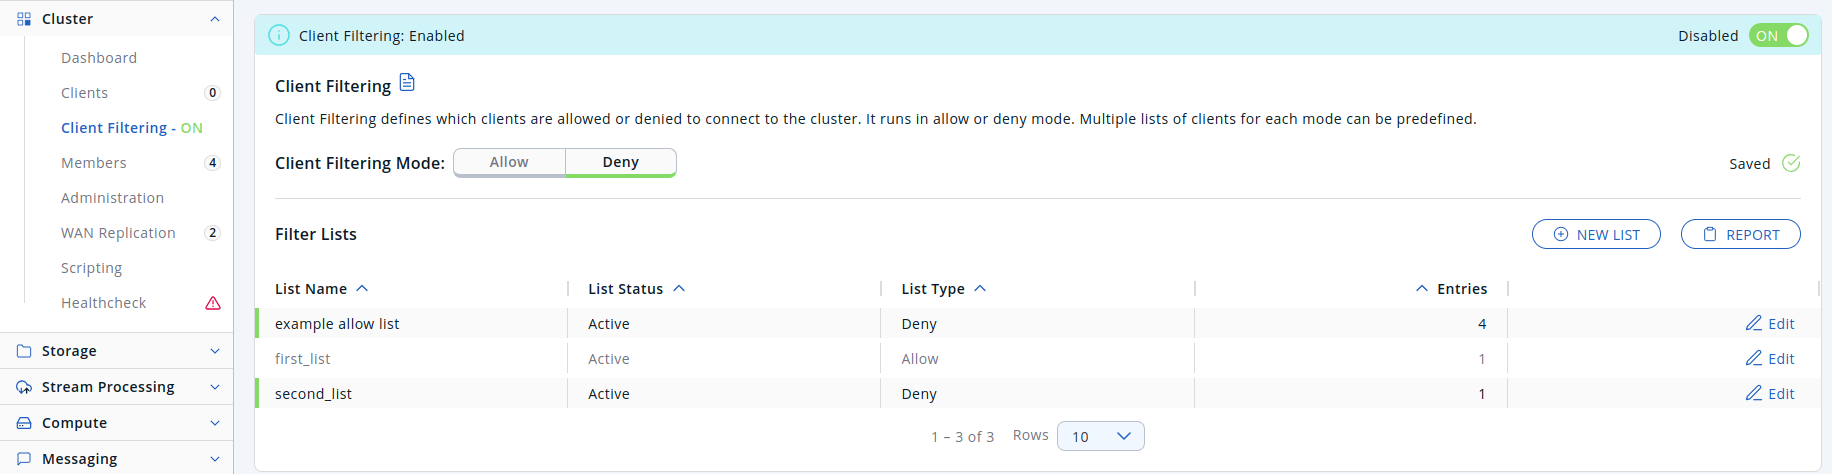 Cluster
Dashboard
Clients 0
Client Filtering - ON
Members 4
Administration
WAN Replication 2
Scripting
Healthcheck
Storage
Stream Processing
Compute
Messaging
Client Filtering: Enabled Disabled ON
Client Filtering
Client Filtering defines which clients are allowed or denied to connect to the cluster. It runs in allow or deny mode. Multiple lists of clients for each mode can be predefined.
Client Filtering Mode: Allow Deny Saved
Filter Lists NEW LIST REPORT
List Name List Status List Type Entries
example allow list Active Deny 4 Edit
first_list Active Allow 1 Edit
second_list Active Deny 1 Edit
1 – 3 of 3 Rows 10